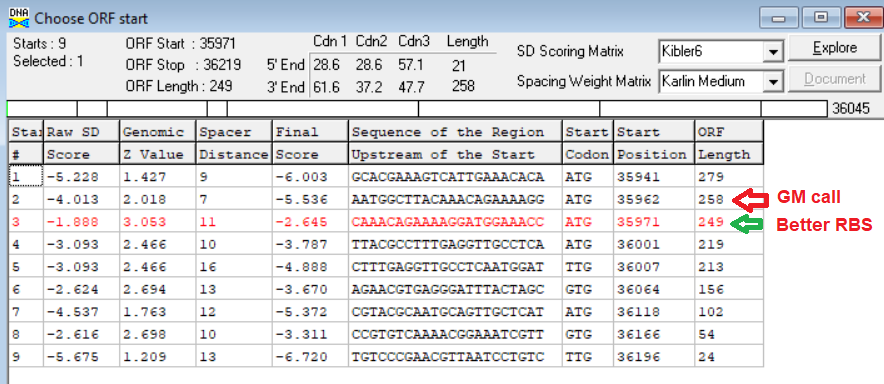 DNA Choose ORF start
Starts : 9 ORF Start : 35971 Cdn 1 Cdn2 Cdn3 Length SD Scoring Matrix Kibler6 Explore
Selected : 1 ORF Stop : 36219 5' End 28.6 28.6 57.1 21
ORF Length : 249 3' End 61.6 37.2 47.7 258 Spacing Weight Matrix Karlin Medium Document
36045
Star Raw SD Genomic Spacer Final Sequence of the Region Start Start ORF
# Score Z Value Distance Score Upstream of the Start Codon Position Length
1 -5.228 1.427 9 -6.003 GCACGAAAGTCATTGAAACACA ATG 35941 279
2 -4.013 2.018 7 -5.536 AATGGCTTACAAACAGAAAAGG ATG 35962 258 GM call
3 -1.888 3.053 11 -2.645 CAAACAGAAAAGGATGGAAACC ATG 35971 249 Better RBS
4 -3.093 2.466 10 -3.787 TTACGCCTTTGAGGTTGCCTCA ATG 36001 219
5 -3.093 2.466 16 -4.888 CTTTGAGGTTGCCTCAATGGAT TTG 36007 213
6 -2.624 2.694 13 -3.670 AGAACGTGAGGGATTTACTAGC GTG 36064 156
7 -4.537 1.763 12 -5.372 CGTACGCAATGCAGTTGCTCAT ATG 36118 102
8 -2.616 2.698 10 -3.311 CCGTGTCAAAACGGAAATCGTT GTG 36166 54
9 -5.675 1.209 13 -6.720 TGTCCCGAACGTTAATCCTGTC TTG 36196 24